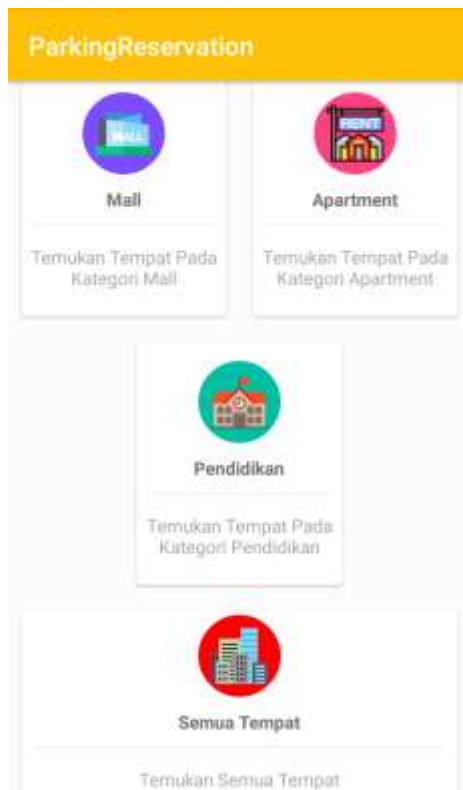 ParkingReservation
MALL
RENT
Mall
Apartment
Temukan Tempat Pada
Kategori Mall
Temukan Tempat Pada
Kategori Apartment
Pendidikan
Temukan Tempat Pada
Kategori Pendidikan
Semua Tempat
Temukan Semua Tempat